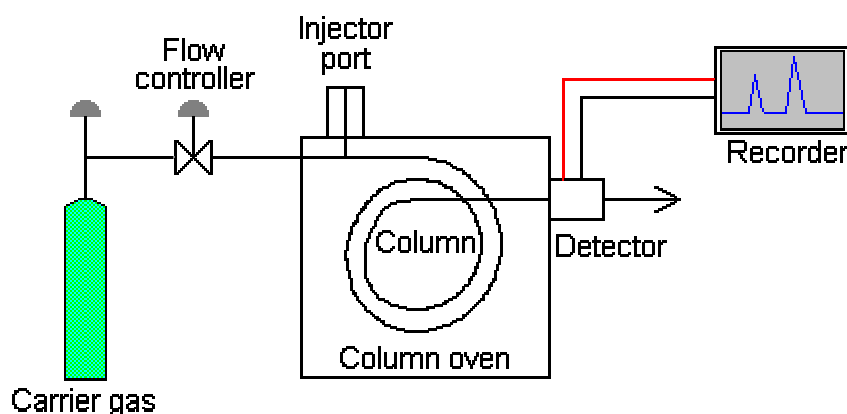 Injector
port
Flow
controller
Recorder
Column
Detector
Column oven
Carrier gas